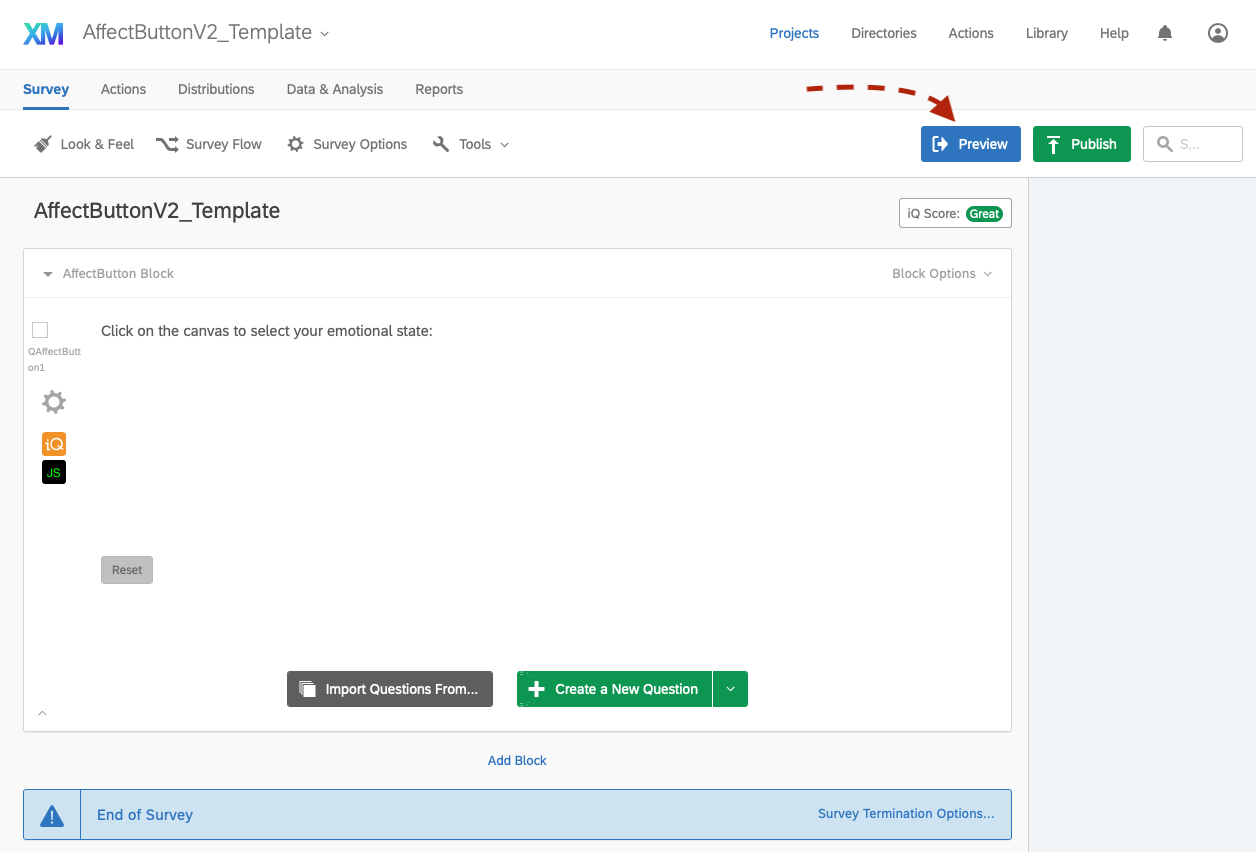 XM AffectButtonV2_Template
Projects Directories Actions Library Help
Survey Actions Distributions Data & Analysis Reports
Look & Feel Survey Flow Survey Options Tools Preview Publish S...
AffectButtonV2_Template
iQ Score: Great
AffectButton Block Block Options
Click on the canvas to select your emotional state:
QAffectButt
on1
iQ
JS
Reset
Import Questions From... Create a New Question
Add Block
End of Survey Survey Termination Options...